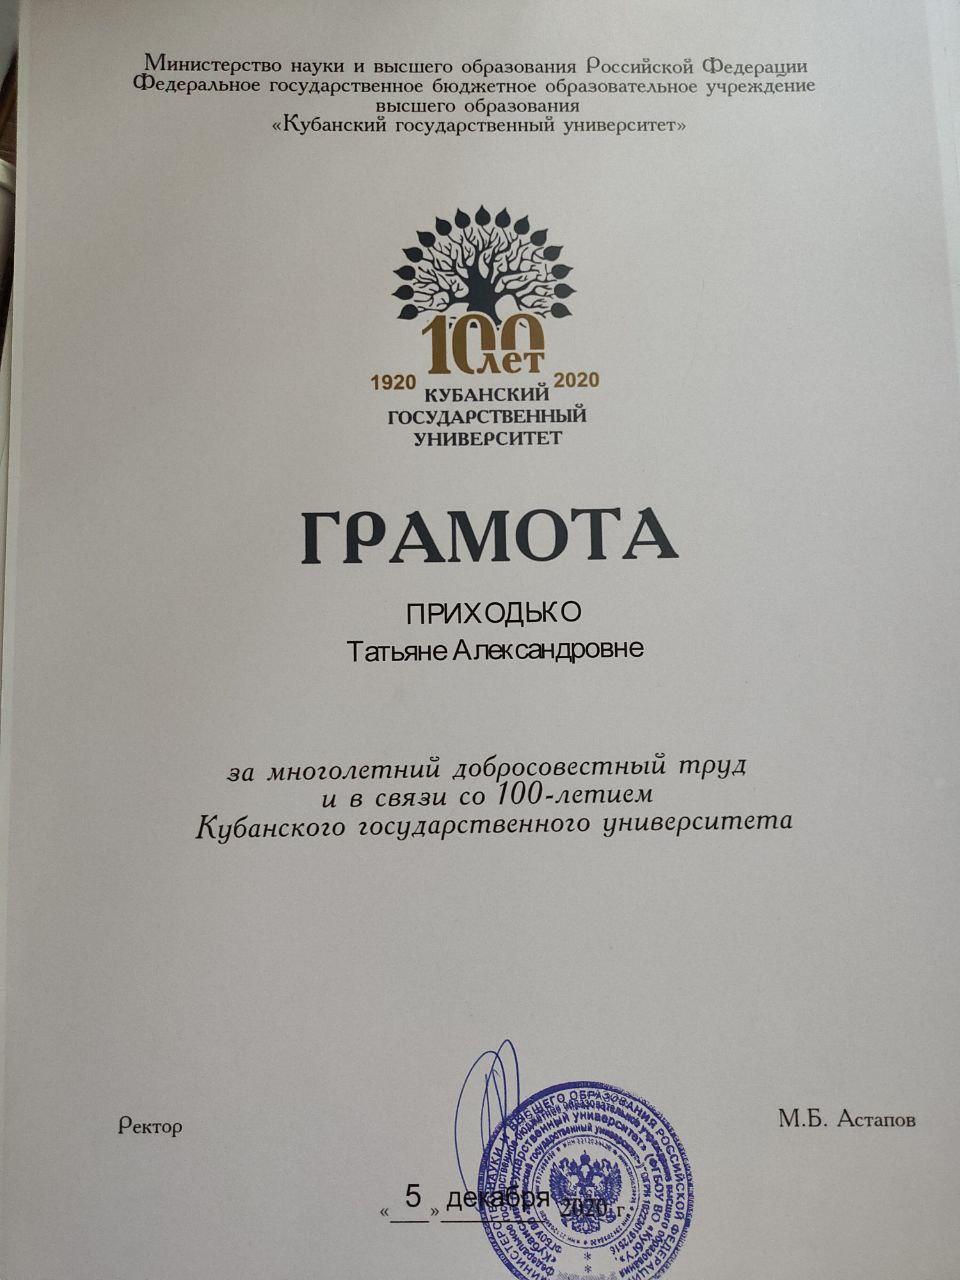 Министерство науки и высшего образования Российской Федерации
Федеральное государственное бюджетное образовательное учреждение
высшего образования
«Кубанский государственный университет»
100
лет
1920 2020
КУБАНСКИЙ
ГОСУДАРСТВЕННЫЙ
УНИВЕРСИТЕТ
ГРАМОТА
ПРИХОДЬКО
Татьяне Александровне
за многолетний добросовестный труд
и в связи со 100-летием
Кубанского государственного университета
Ректор
М.Б. Астапов
« 5 » декабря 2020 г.